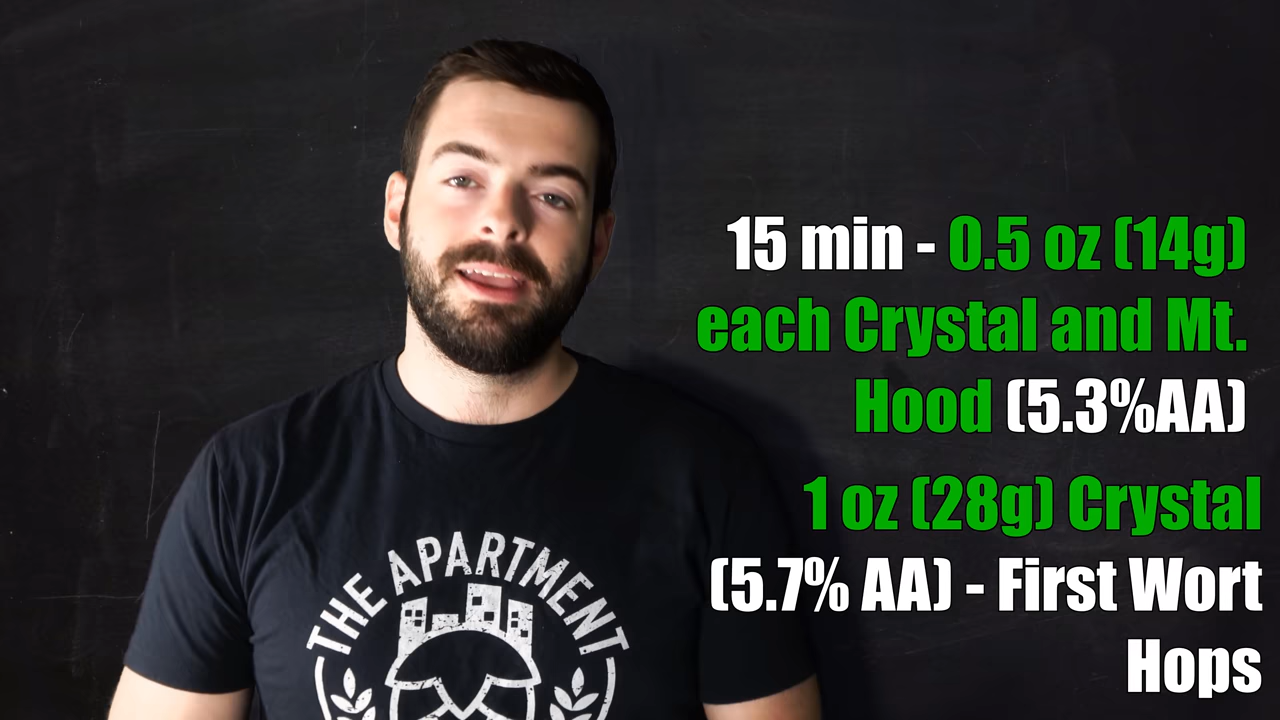 15 min - 0.5 oz (14g)
each Crystal and Mt.
Hood (5.3%AA)
1 oz (28g) Crystal
(5.7% AA) - First Wort
Hops
THE APARTMENT